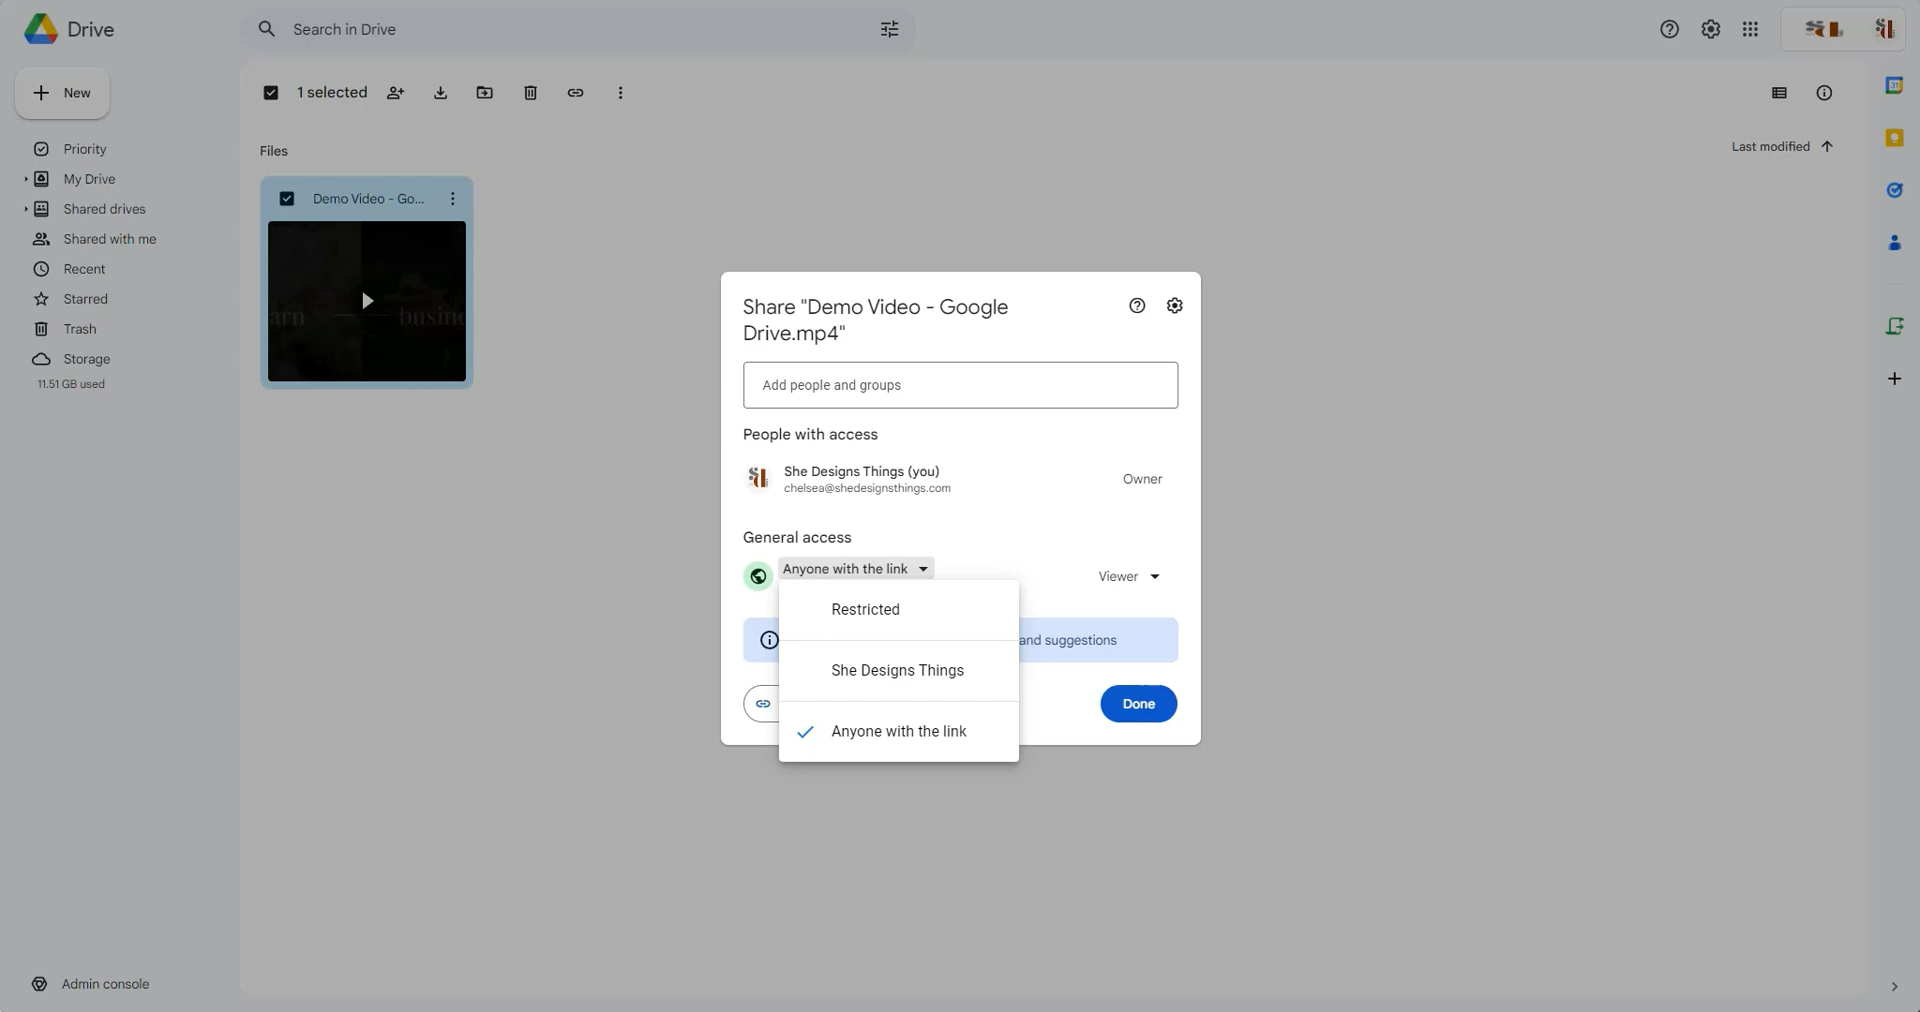 Drive
Search in Drive
New
1 selected
Priority
My Drive
Shared drives
Shared with me
Recent
Starred
Trash
Storage
11.51 GB used
Admin console
Files
Last modified
Demo Video - Go...
arn
busine
Share "Demo Video - Google
Drive.mp4"
Add people and groups
People with access
She Designs Things (you)
chelsea@shedesignsthings.com
Owner
General access
Anyone with the link
Viewer
Restricted
and suggestions
She Designs Things
Done
Anyone with the link
31